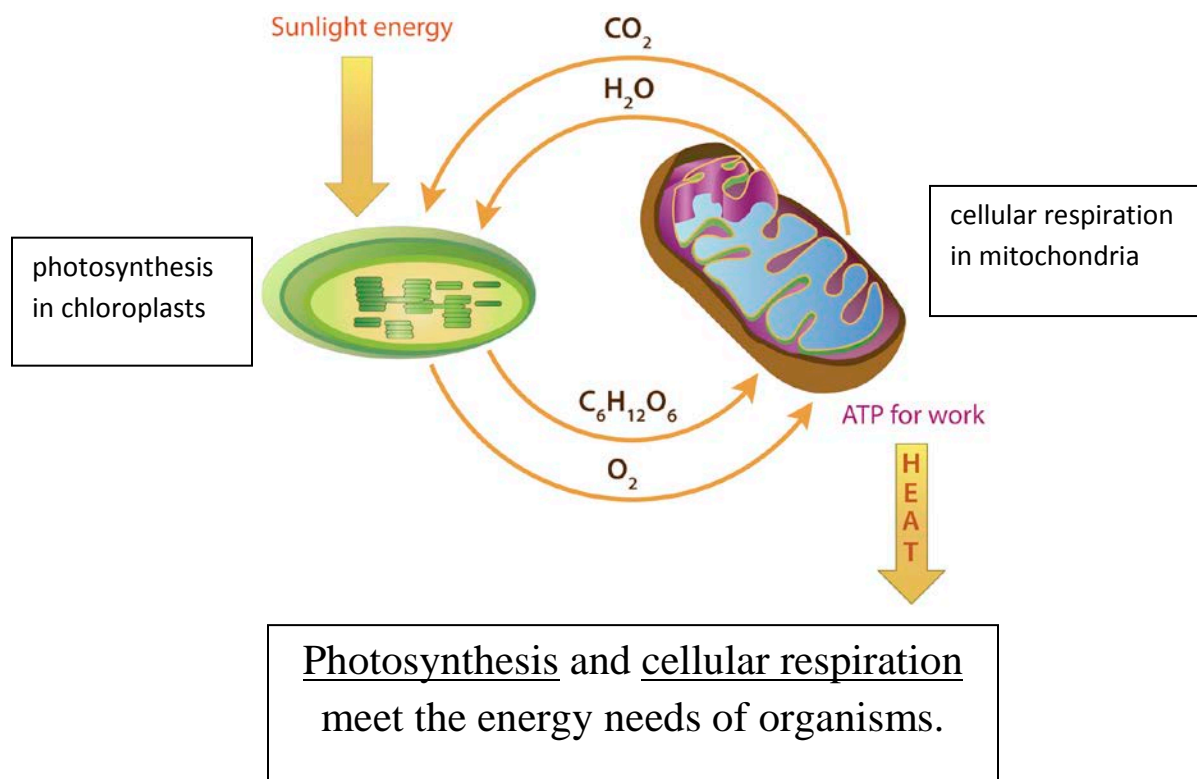 Sunlight energy
CO₂
H₂O
photosynthesis
in chloroplasts
cellular respiration
in mitochondria
C₆H₁₂O₆
O₂
ATP for work
HEAT
Photosynthesis and cellular respiration
meet the energy needs of organisms.